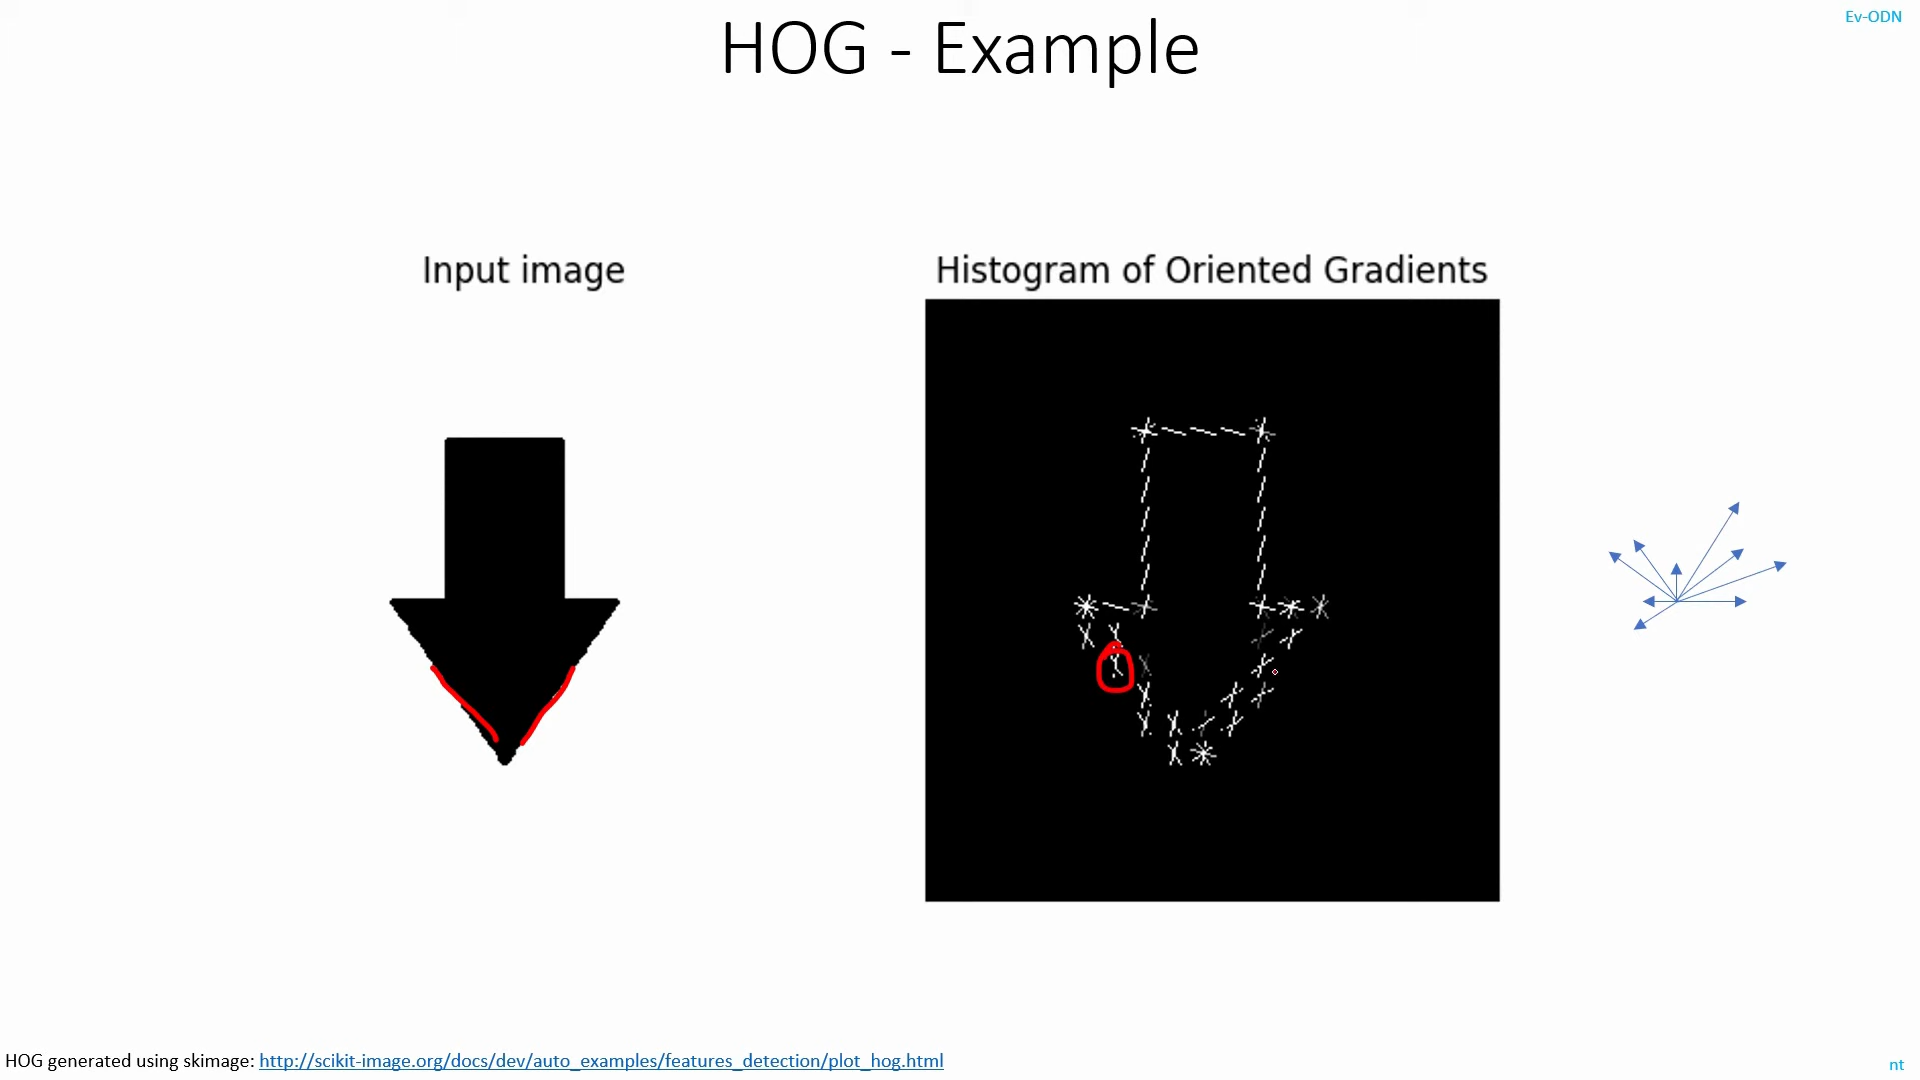 Ev-ODN
HOG - Example
Input image
Histogram of Oriented Gradients
HOG generated using skimage: http://scikit-image.org/docs/dev/auto_examples/features_detection/plot_hog.html
nt